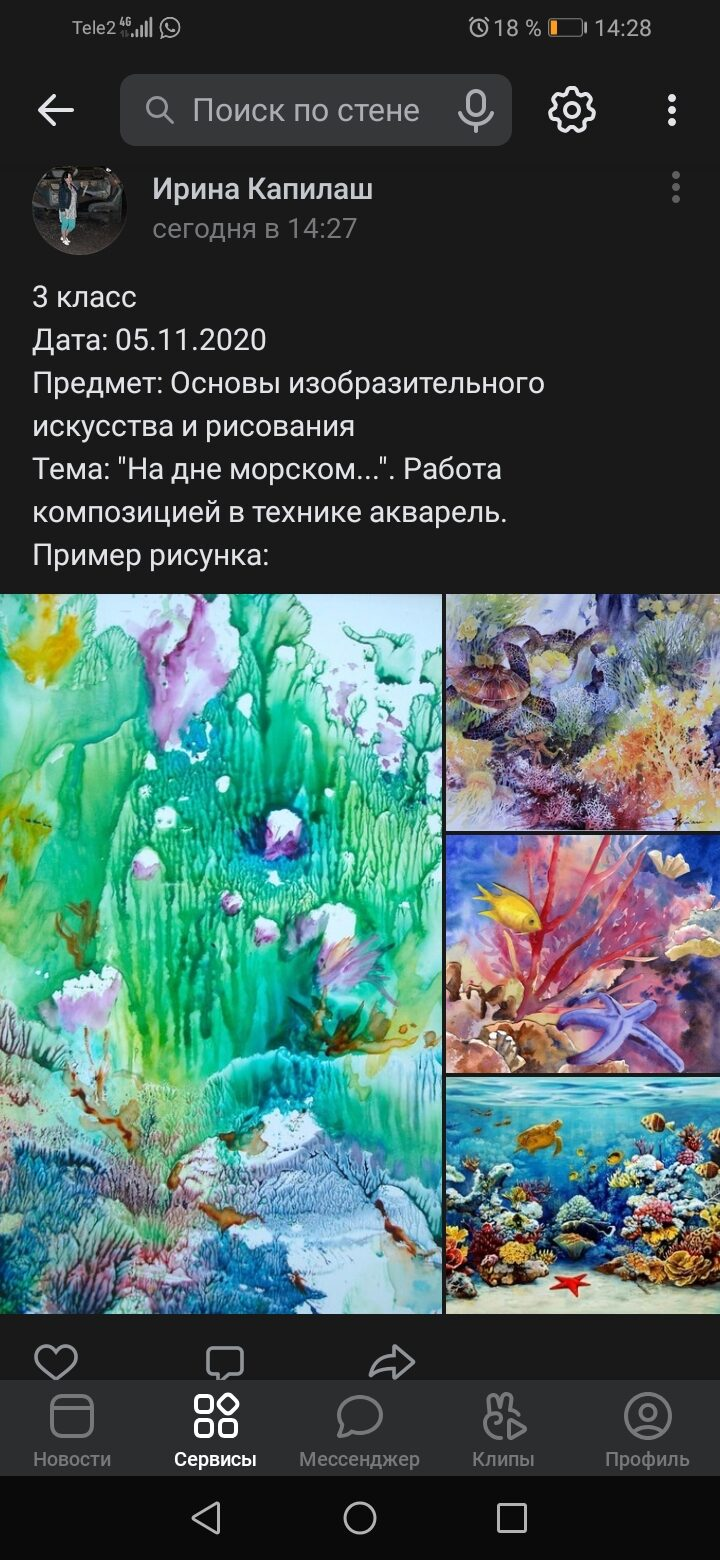 Tele2 4G 18 % 14:28
Поиск по стене
Ирина Капилаш
сегодня в 14:27
3 класс
Дата: 05.11.2020
Предмет: Основы изобразительного
искусства и рисования
Тема: "На дне морском...". Работа
композицией в технике акварель.
Пример рисунка:
Новости Сервисы Мессенджер Клипы Профиль